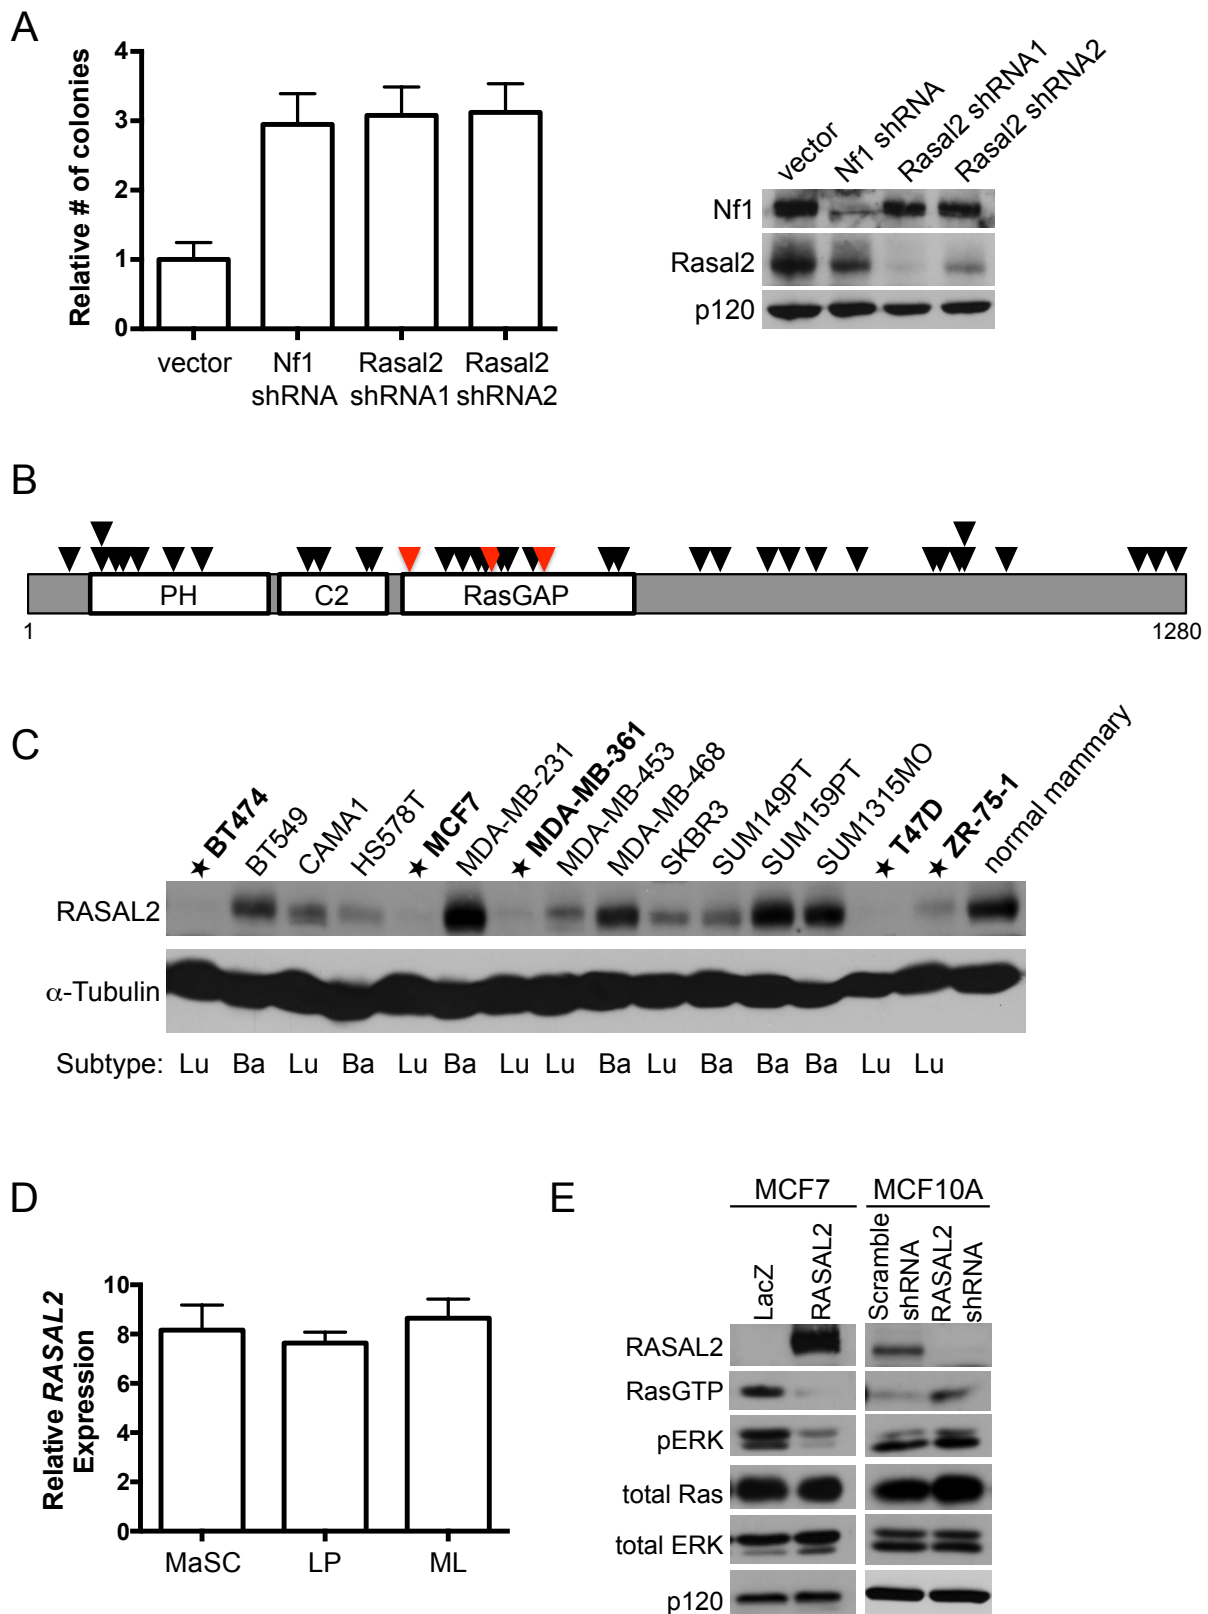 A
Relative # of colonies
4
3
2
1
0
vector
Nf1 shRNA
Rasal2 shRNA1
Rasal2 shRNA2
vector
Nf1 shRNA
Rasal2 shRNA1
Rasal2 shRNA2
Nf1
Rasal2
p120
B
PH
C2
RasGAP
1
1280
C
★ BT474
BT549
CAMA1
HS578T
★ MCF7
MDA-MB-231
★ MDA-MB-361
MDA-MB-453
MDA-MB-468
SKBR3
SUM149PT
SUM159PT
SUM1315MO
★ T47D
★ ZR-75-1
normal mammary
RASAL2
α-Tubulin
Subtype: Lu Ba Lu Ba Lu Ba Lu Lu Ba Lu Ba Ba Ba Lu Lu
D
Relative RASAL2
Expression
10
8
6
4
2
0
MaSC
LP
ML
E
MCF7
MCF10A
LacZ
RASAL2
Scramble
shRNA
RASAL2
shRNA
RASAL2
RasGTP
pERK
total Ras
total ERK
p120